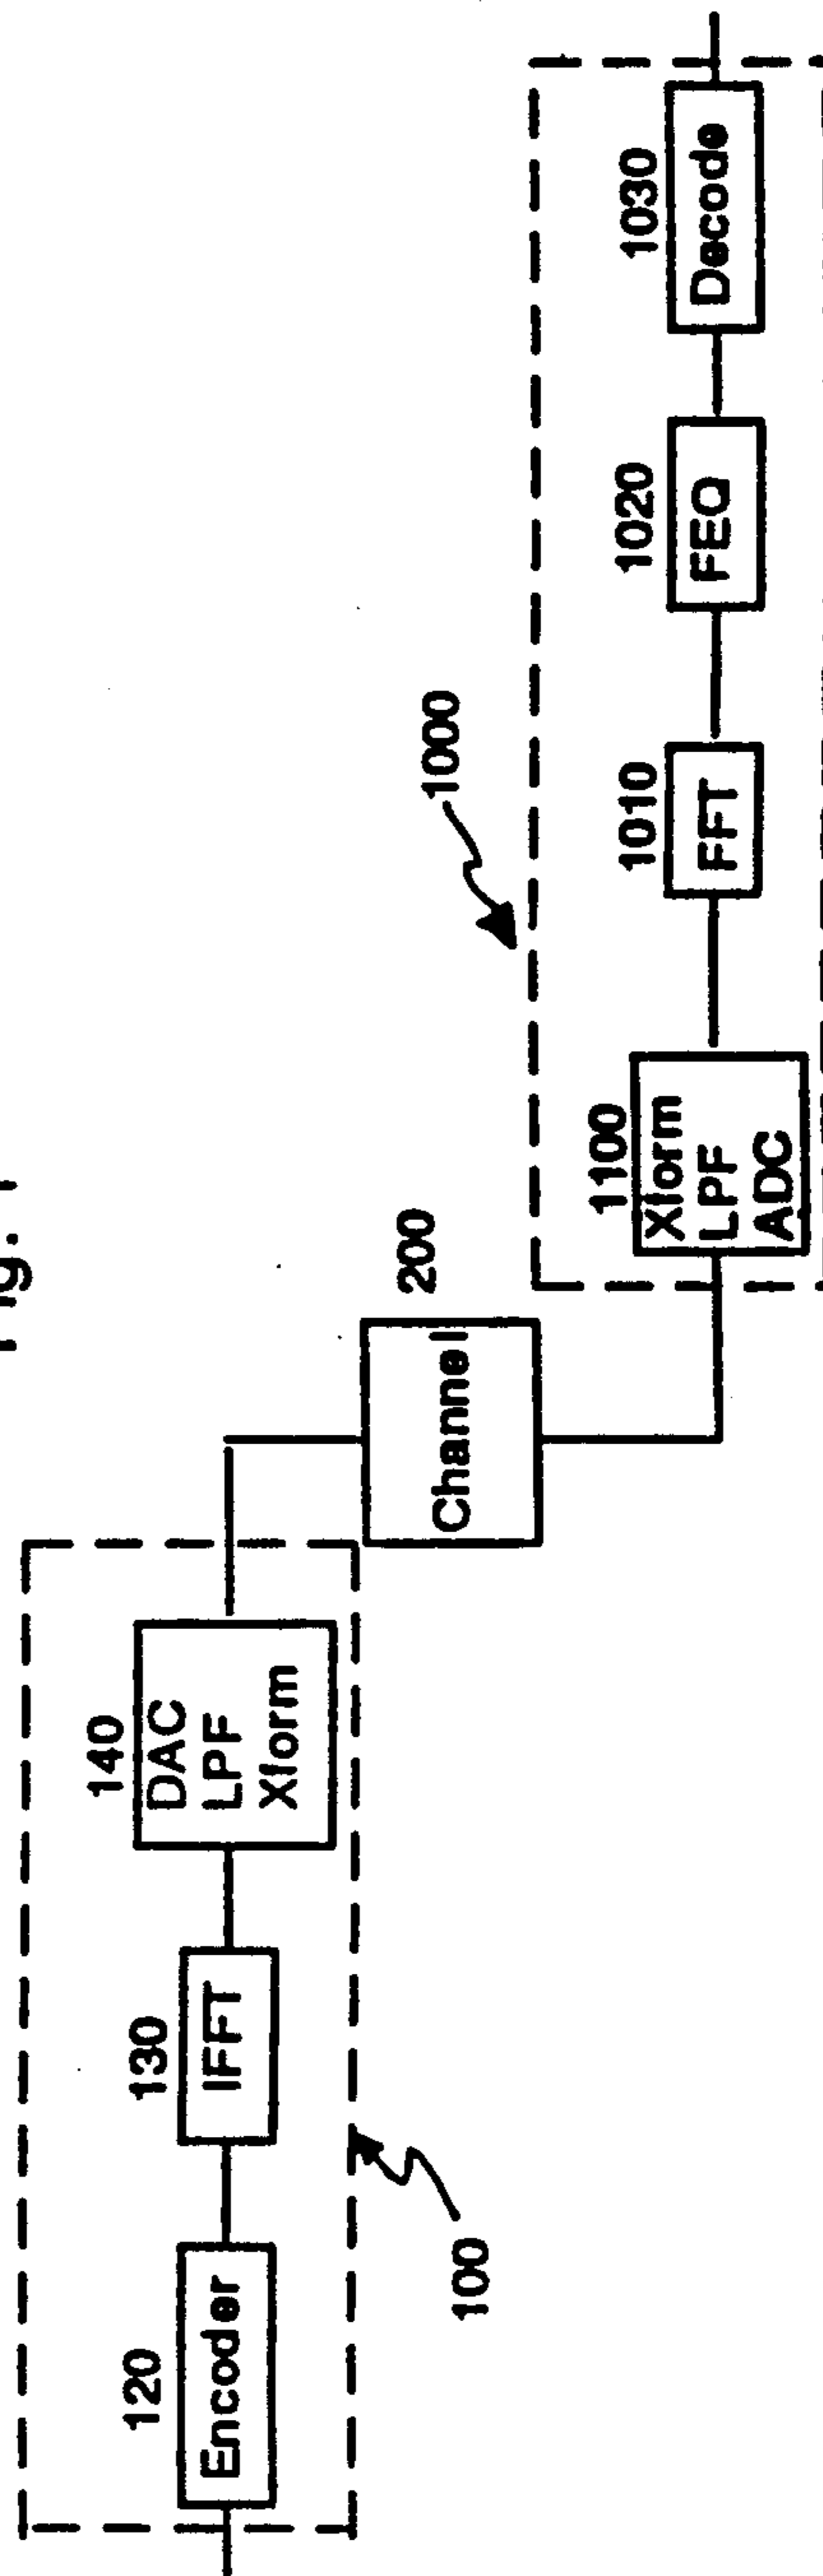 Fig. 1
120
Encoder
130
IFFT
140
DAC
LPF
Xform
100
200
Channel
1000
1100
Xform
LPF
ADC
1010
FFT
1020
FEQ
1030
Decode